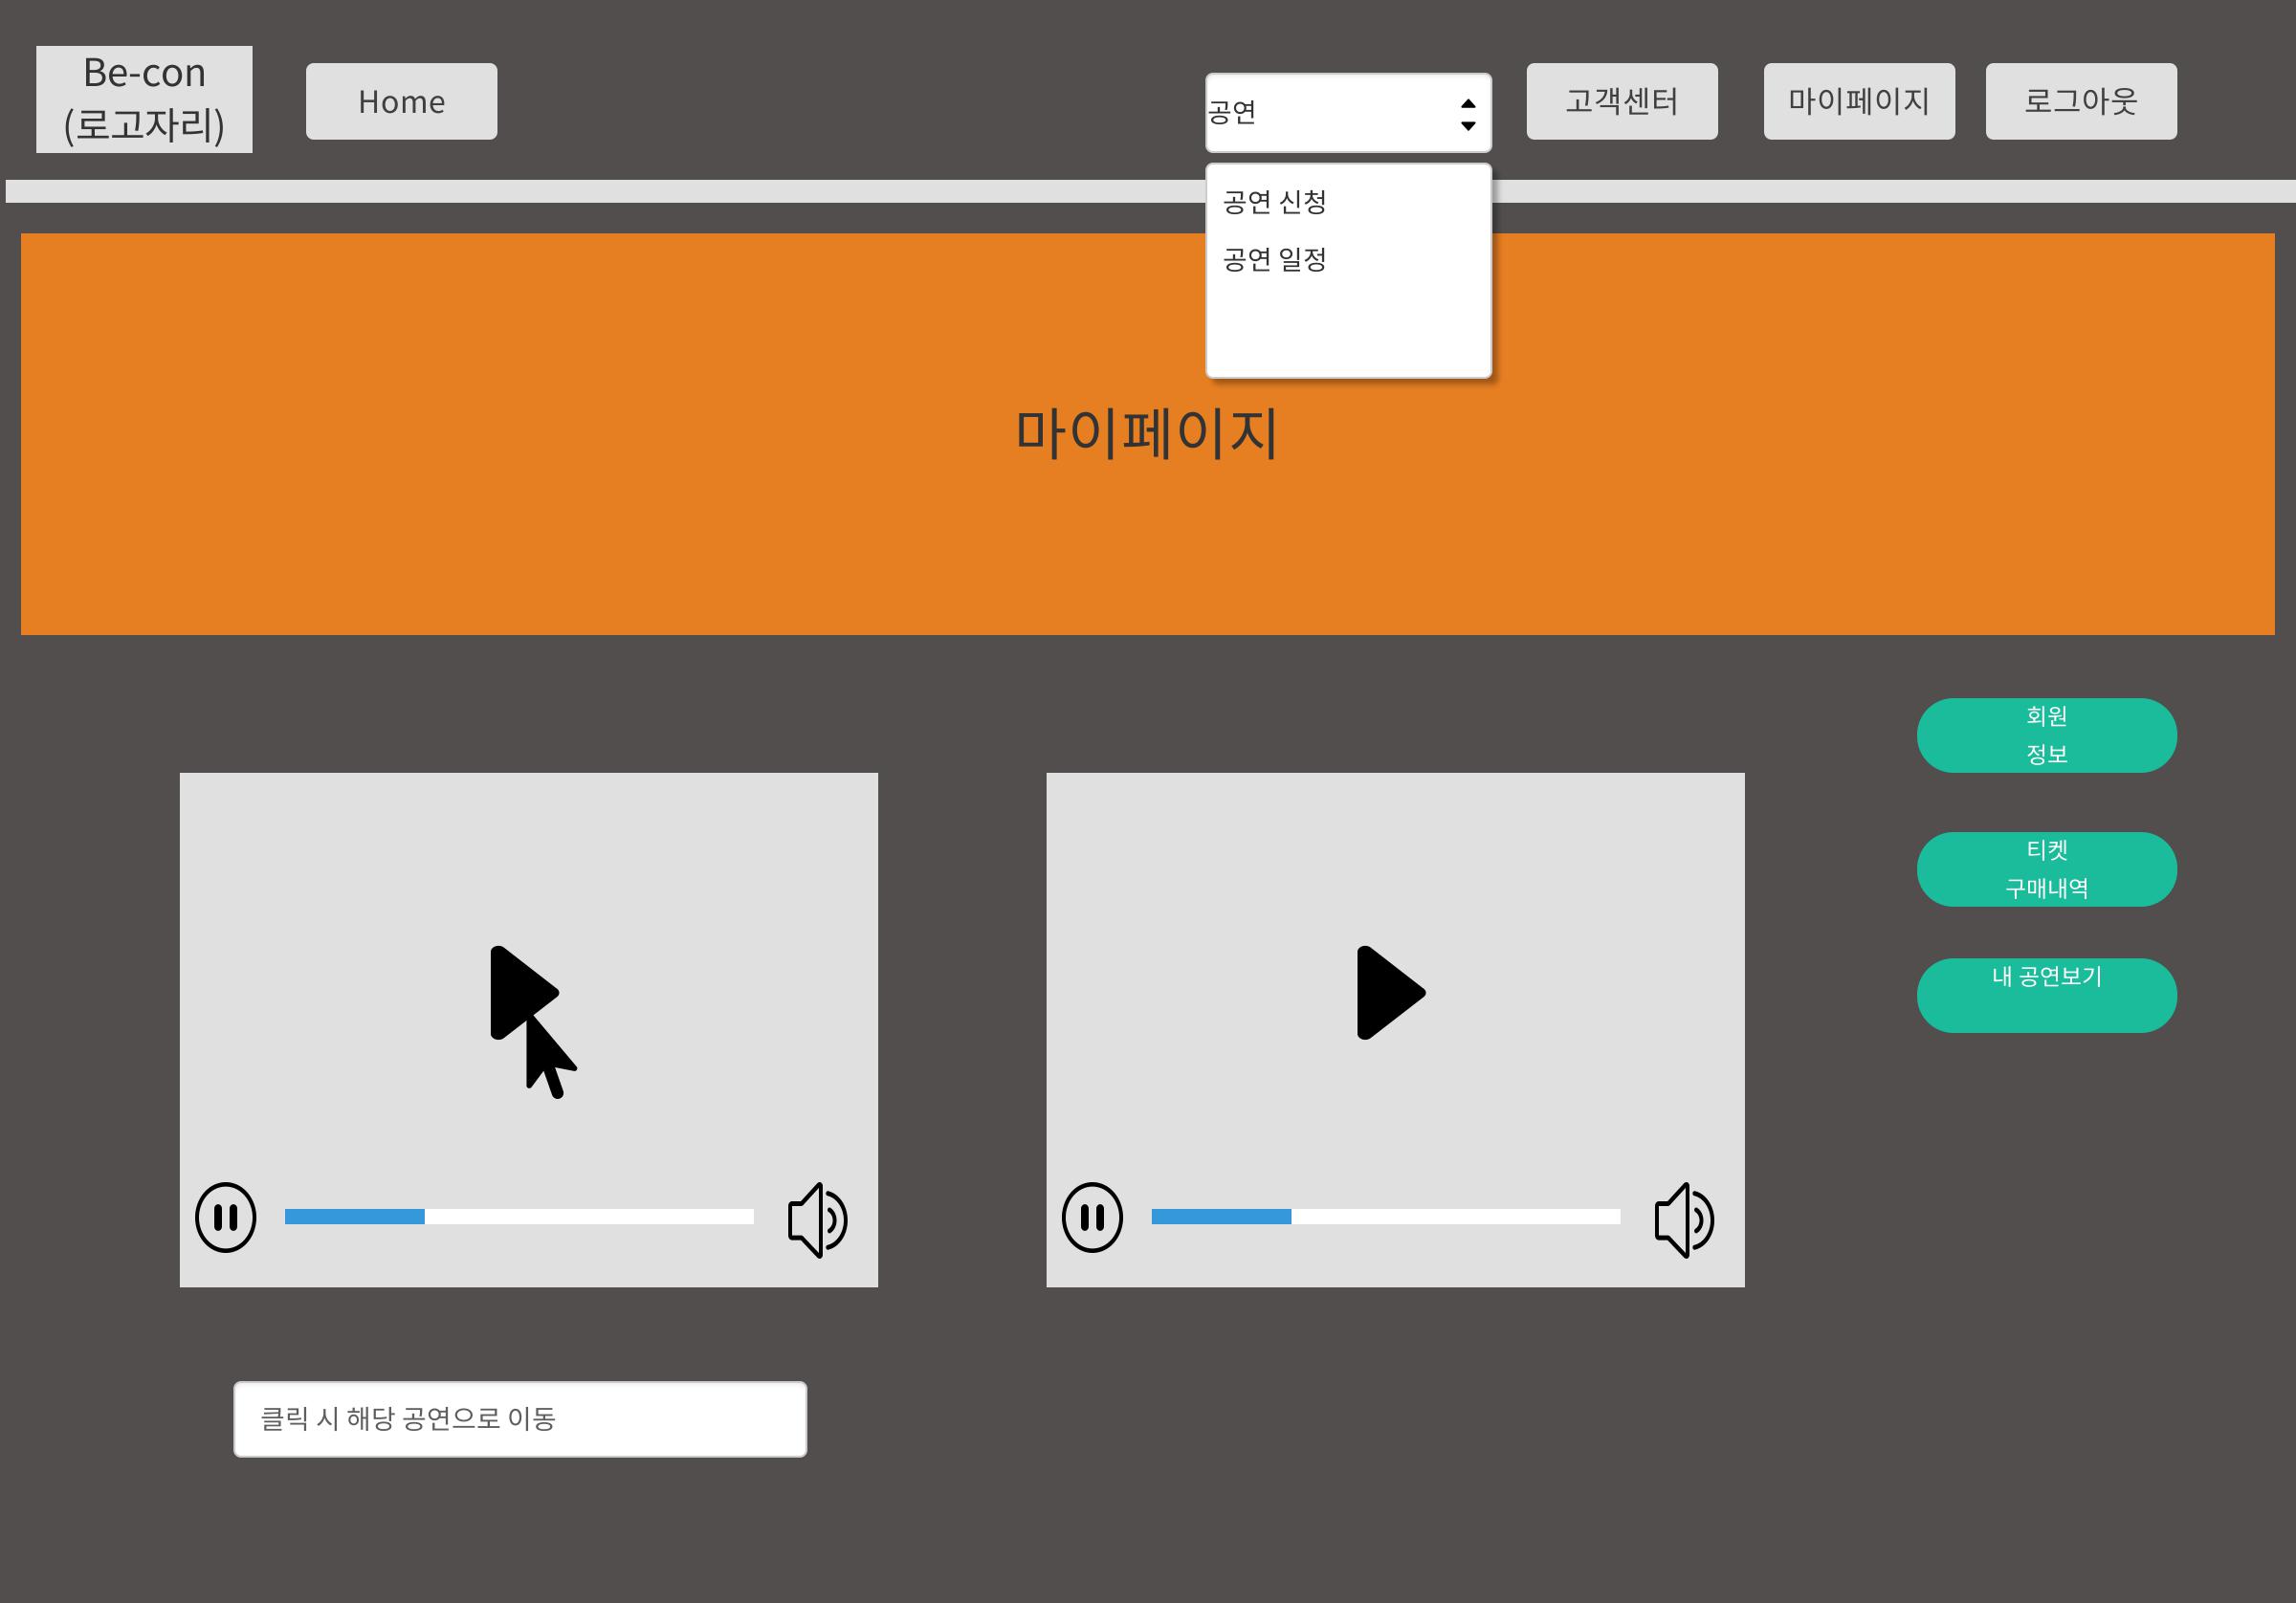 Be-con
(로고자리)
Home
공연
고객센터
마이페이지
로그아웃
공연 신청
공연 일정
마이페이지
회원
정보
티켓
구매내역
내 공연보기
클릭 시 해당 공연으로 이동